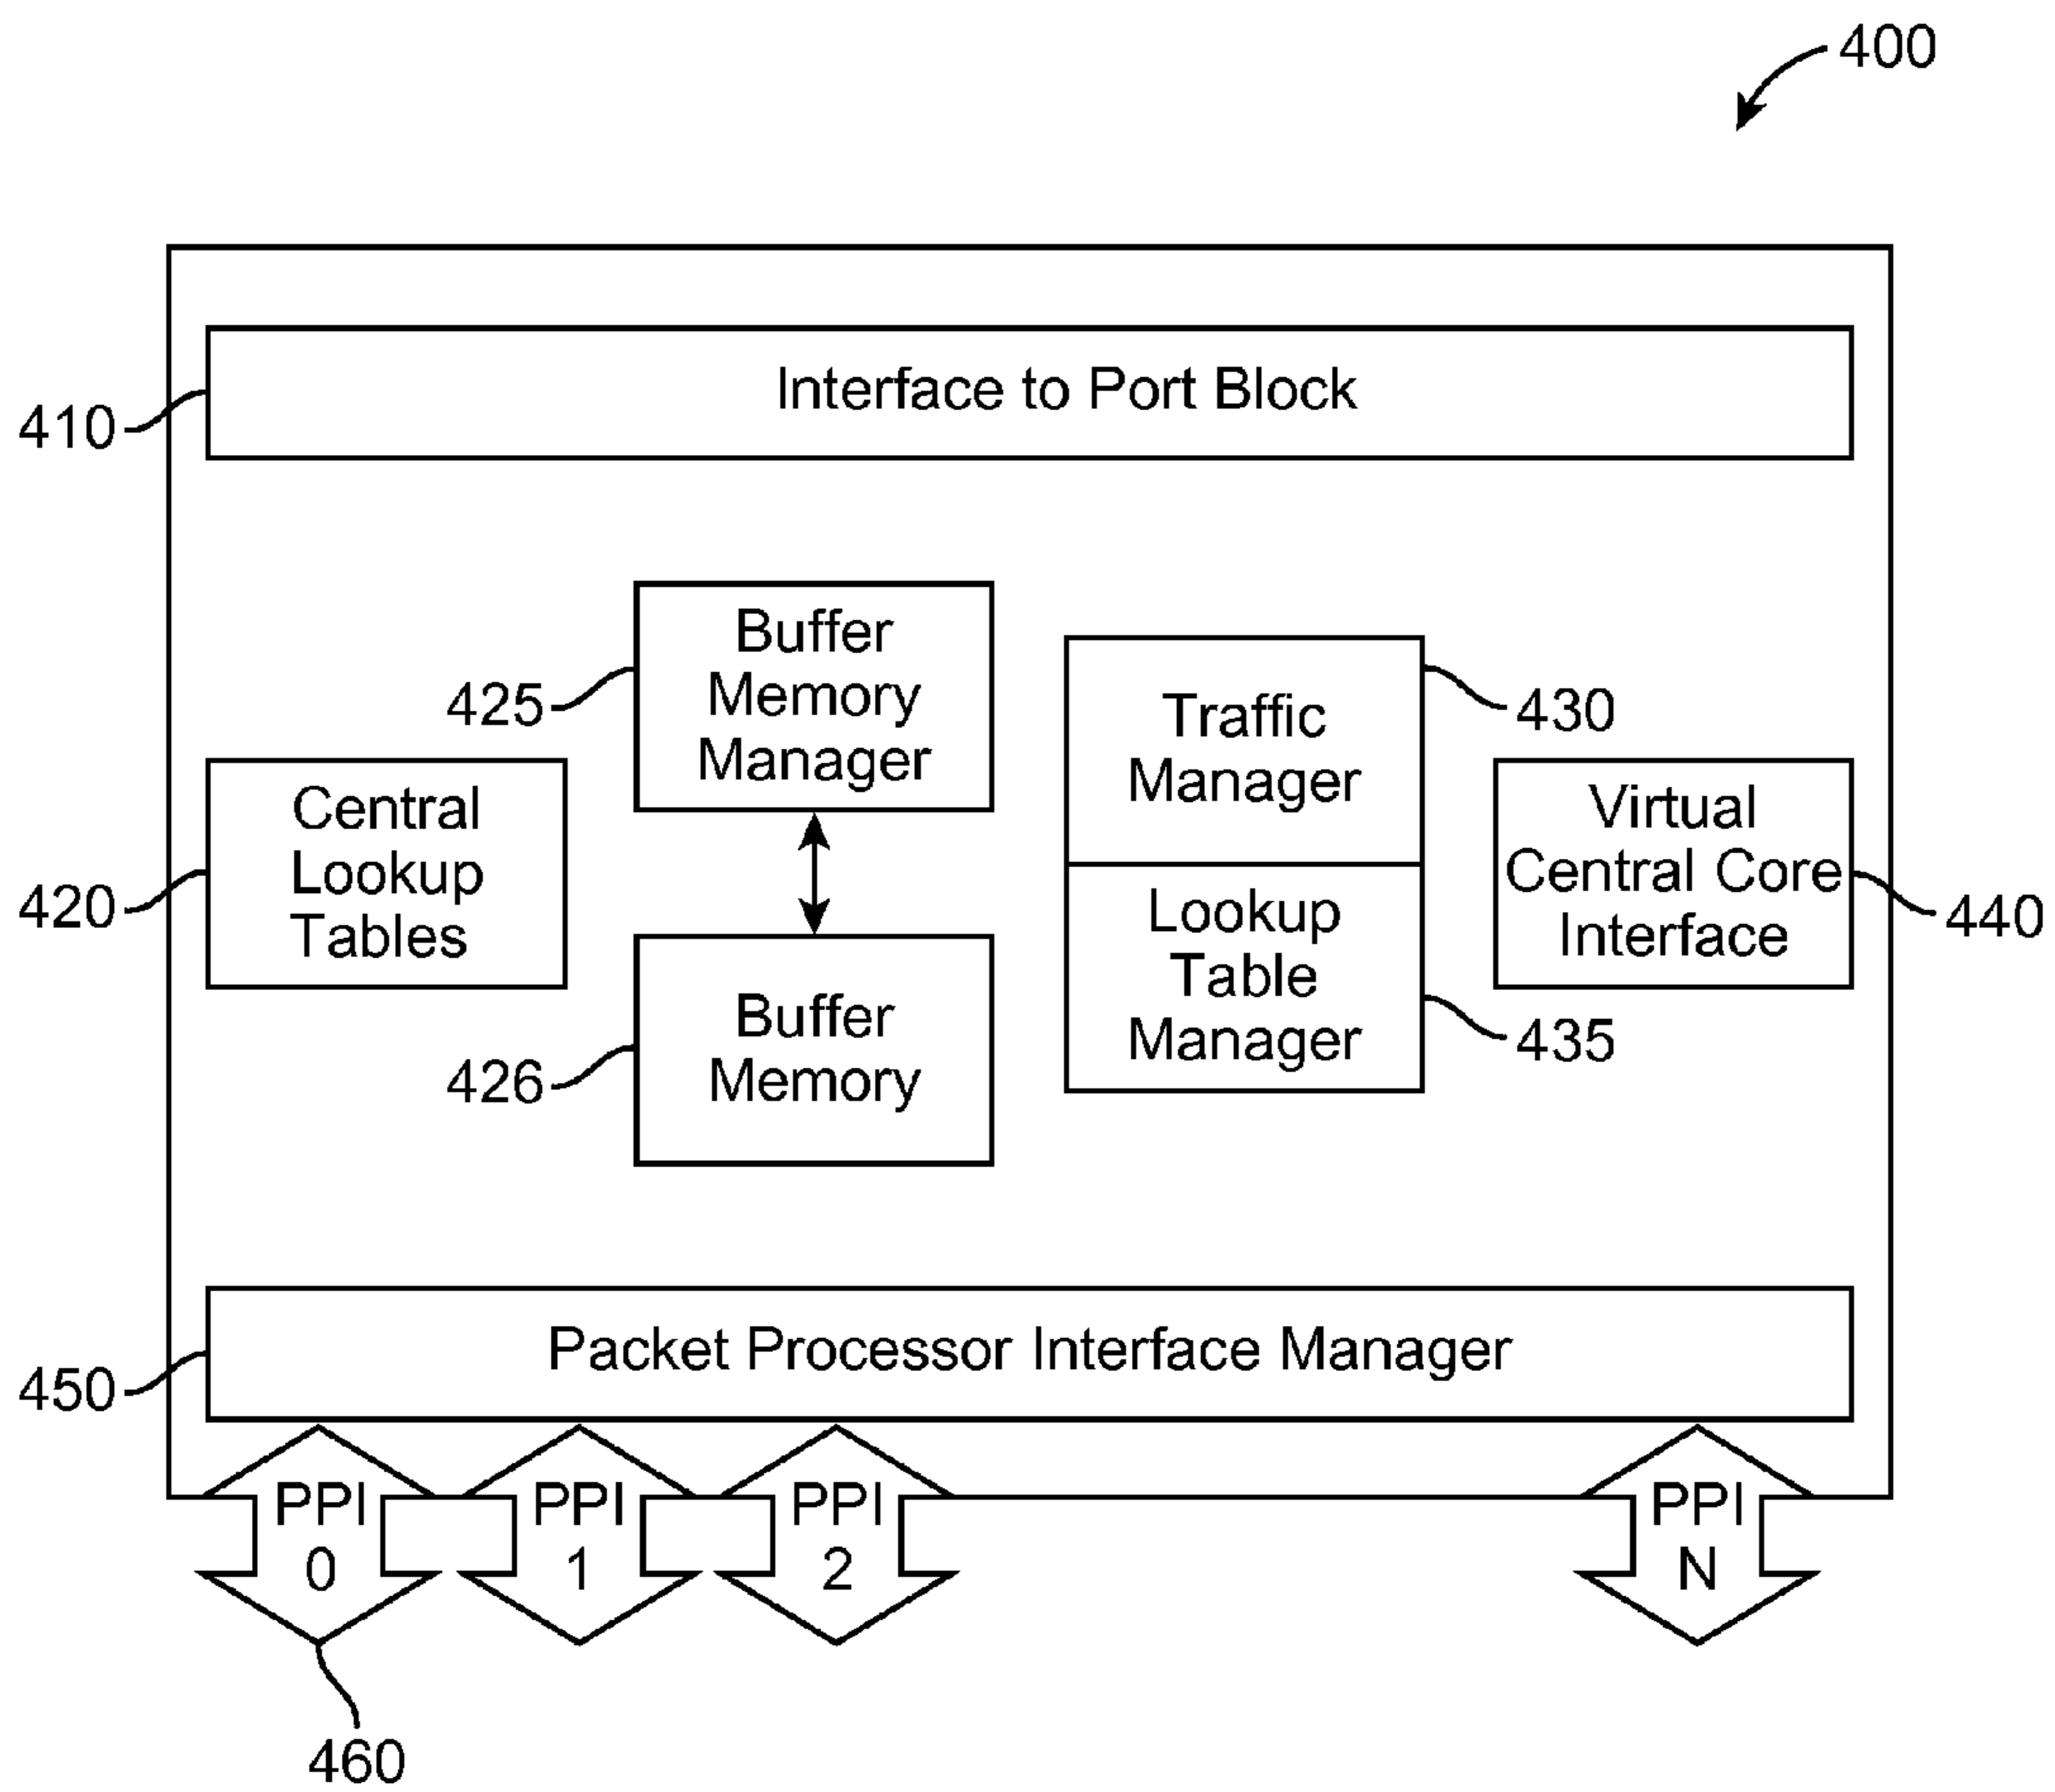 400
Interface to Port Block
410
Buffer
Memory
Manager
425
Traffic
Manager
430
Central
Lookup
Tables
420
Virtual
Central Core
Interface
440
Lookup
Table
Manager
435
Buffer
Memory
426
Packet Processor Interface Manager
450
PPI
0
PPI
1
PPI
2
PPI
N
460